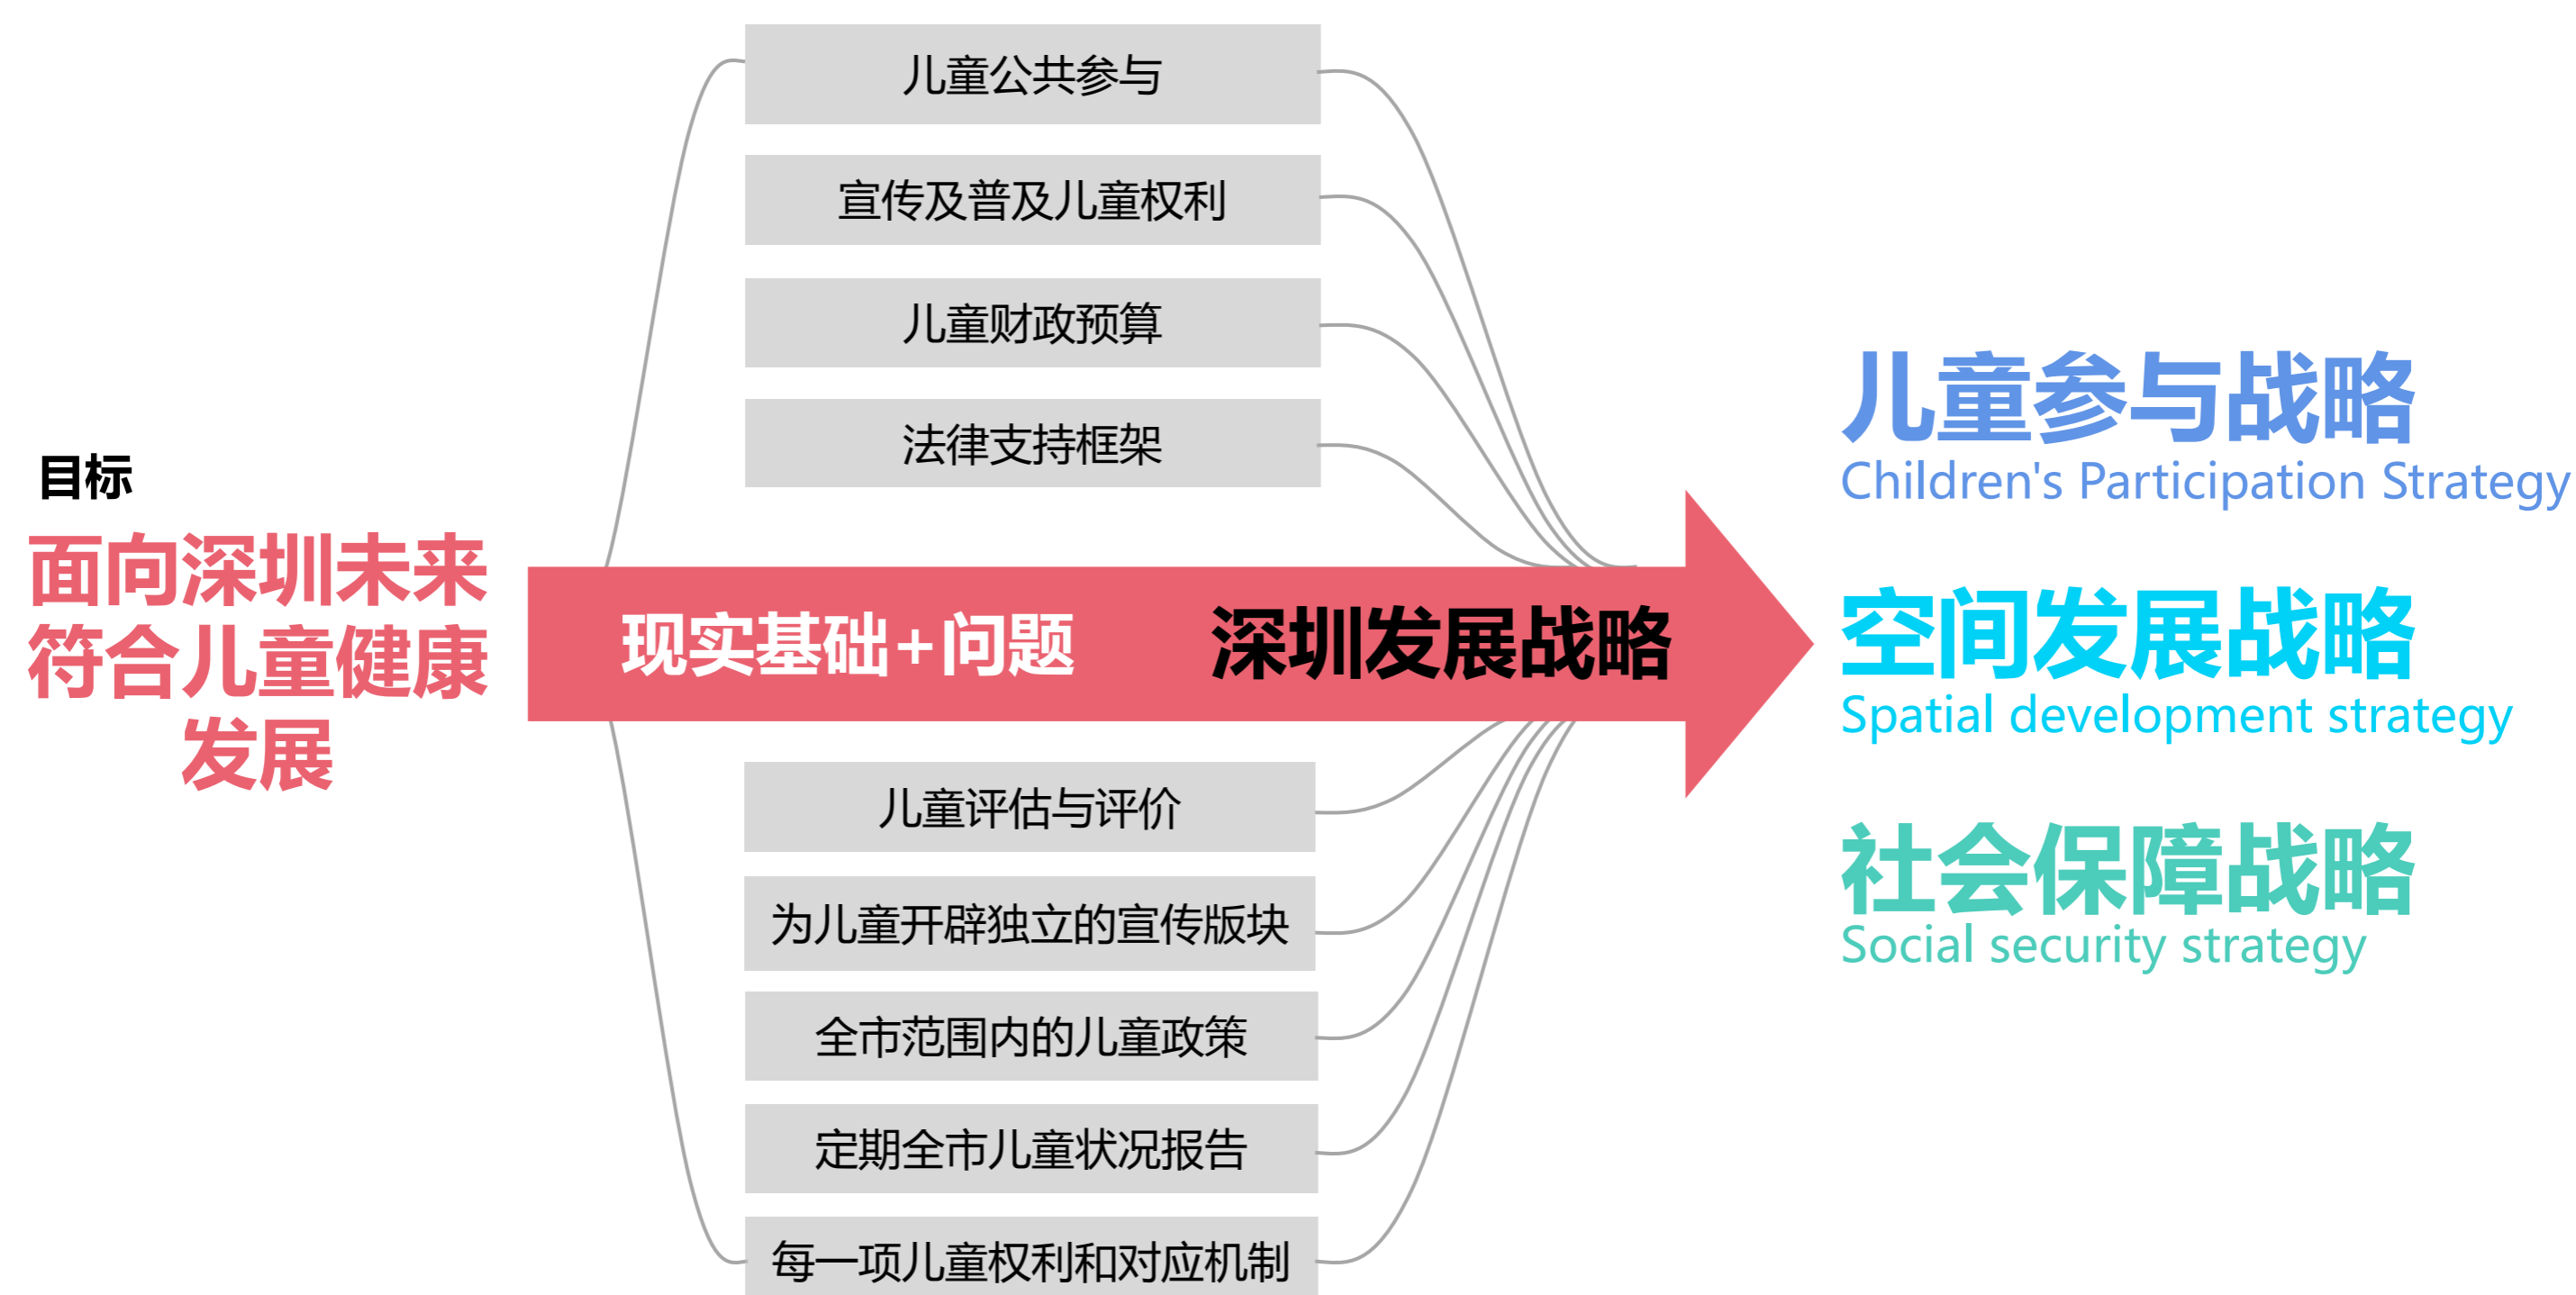 目标
面向深圳未来
符合儿童健康
发展
儿童公共参与
宣传及普及儿童权利
儿童财政预算
法律支持框架
现实基础+问题
深圳发展战略
儿童评估与评价
为儿童开辟独立的宣传版块
全市范围内的儿童政策
定期全市儿童状况报告
每一项儿童权利和对应机制
儿童参与战略
Children's Participation Strategy
空间发展战略
Spatial development strategy
社会保障战略
Social security strategy